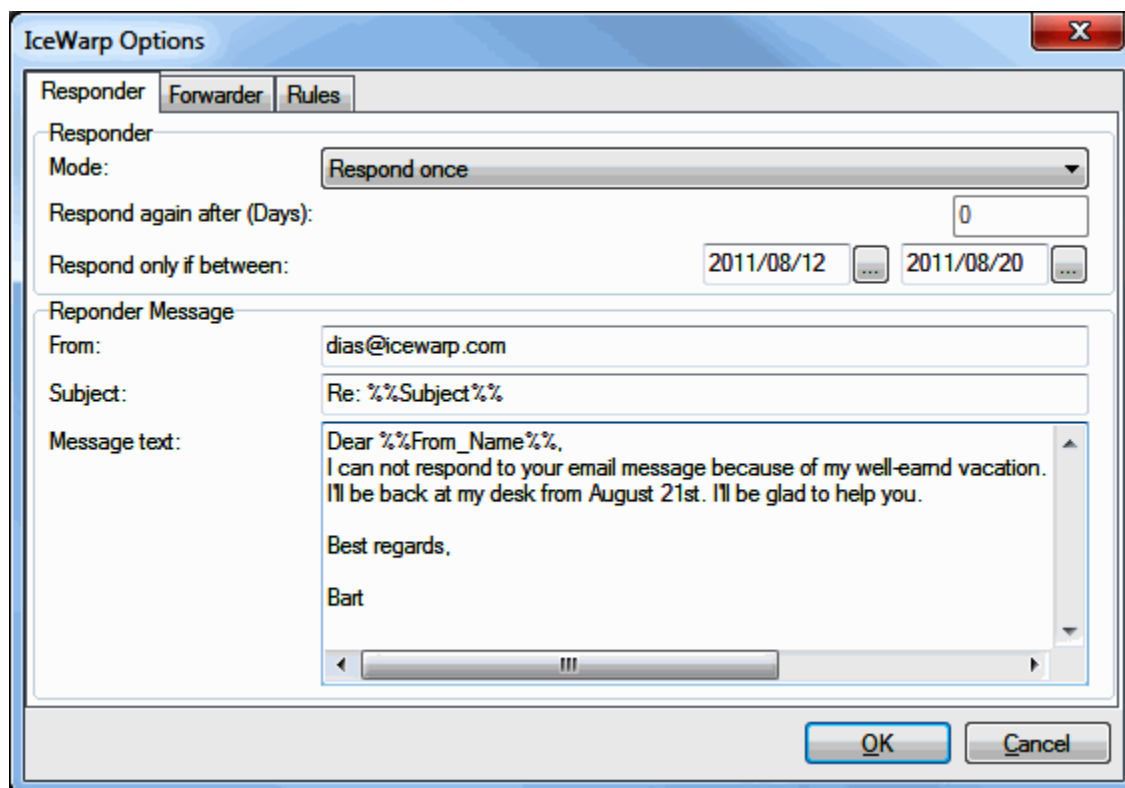 IceWarp Options
Responder Forwarder Rules
Responder
Mode: Respond once
Respond again after (Days): 0
Respond only if between: 2011/08/12 ... 2011/08/20 ...
Reponder Message
From: dias@icewarp.com
Subject: Re: %%Subject%%
Message text: Dear %%From_Name%%,
I can not respond to your email message because of my well-earnd vacation.
I'll be back at my desk from August 21st. I'll be glad to help you.
Best regards,
Bart
OK Cancel